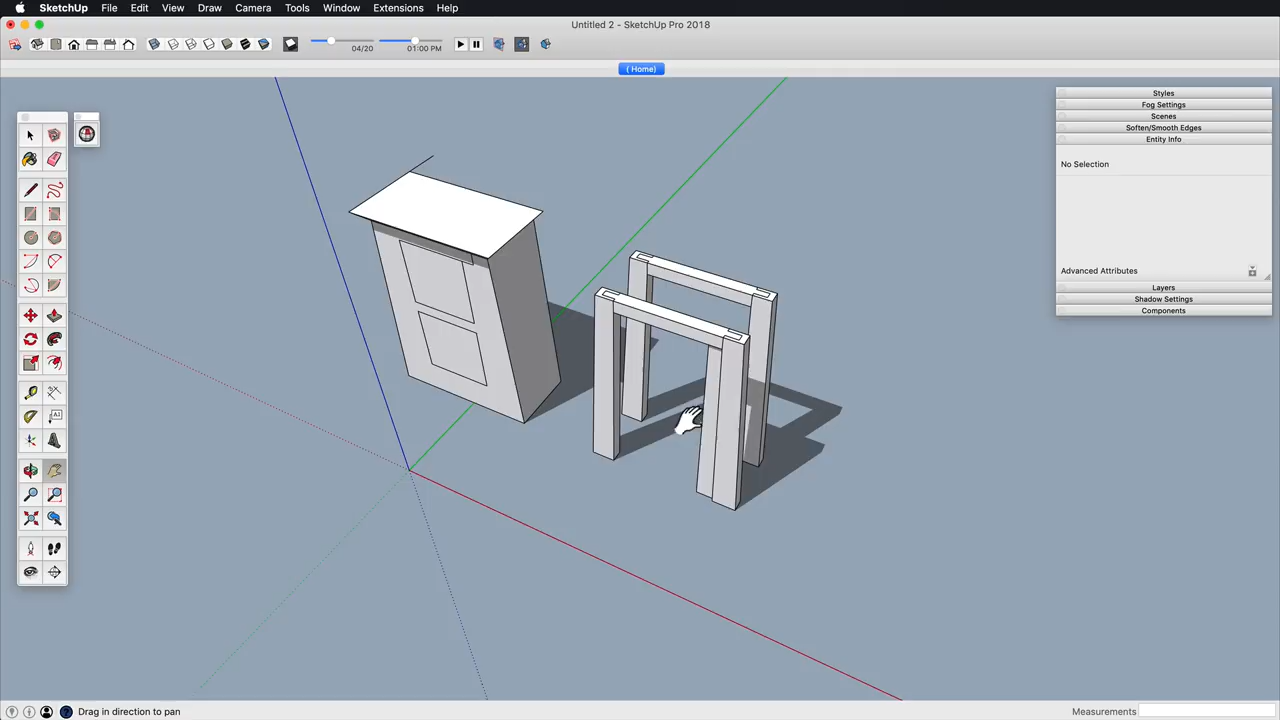 SketchUp File Edit View Draw Camera Tools Window Extensions Help
Untitled 2 - SketchUp Pro 2018
04/20 01:00 PM
( Home)
Styles
Fog Settings
Scenes
Soften/Smooth Edges
Entity Info
No Selection
Advanced Attributes
Layers
Shadow Settings
Components
Drag in direction to pan
Measurements